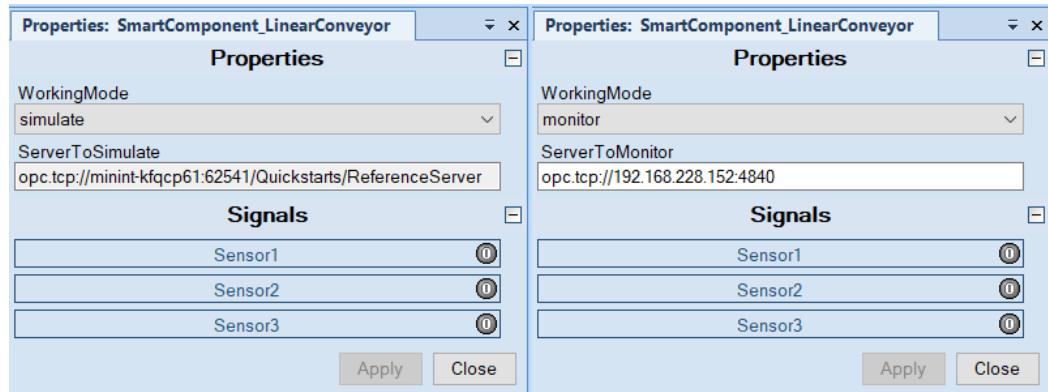 Properties: SmartComponent_LinearConveyor
Properties
WorkingMode
simulate
ServerToSimulate
opc.tcp://minint-kfqcp61:62541/Quickstarts/ReferenceServer
Signals
Sensor1 0
Sensor2 0
Sensor3 0
Apply Close
Properties: SmartComponent_LinearConveyor
Properties
WorkingMode
monitor
ServerToMonitor
opc.tcp://192.168.228.152:4840
Signals
Sensor1 0
Sensor2 0
Sensor3 0
Apply Close